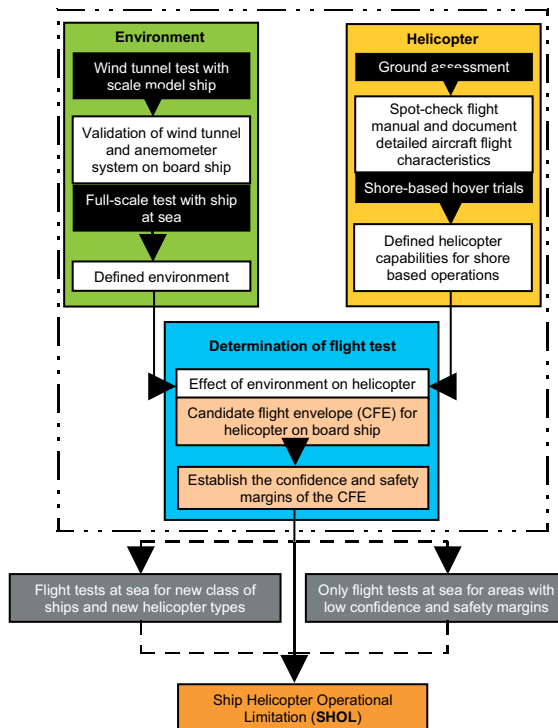 Environment
Wind tunnel test with
scale model ship
Validation of wind tunnel
and anemometer
system on board ship
Full-scale test with ship
at sea
Defined environment
Helicopter
Ground assessment
Spot-check flight
manual and document
detailed aircraft flight
characteristics
Shore-based hover trials
Defined helicopter
capabilities for shore
based operations
Determination of flight test
Effect of environment on helicopter
Candidate flight envelope (CFE) for
helicopter on board ship
Establish the confidence and safety
margins of the CFE
Flight tests at sea for new class of
ships and new helicopter types
Only flight tests at sea for areas with
low confidence and safety margins
Ship Helicopter Operational
Limitation (SHOL)